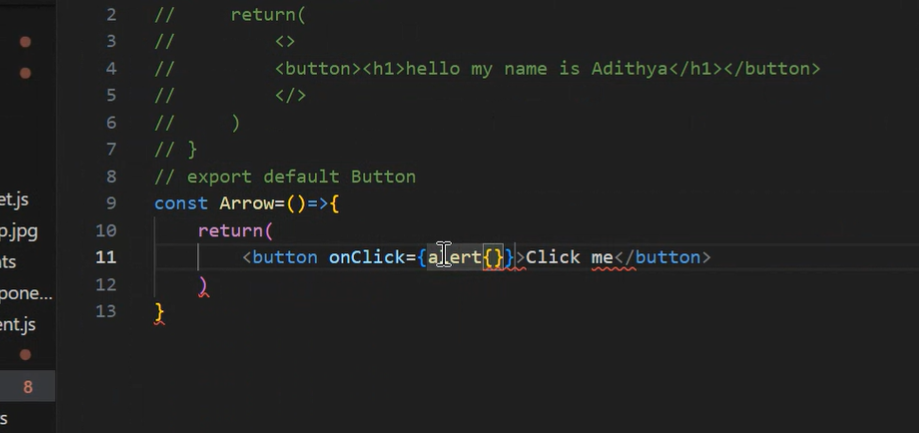 2 //     return(
3 //         <>
et.js
4 //         <button><h1>hello my name is Adithya</h1></button>
p.jpg
5 //         </>
nts
6 //     )
pone...
7 // }
ent.js
8 // export default Button
8
9 const Arrow=()=>{
s
10     return(
11         <button onClick={alert{}}>Click me</button>
12     )
13 }